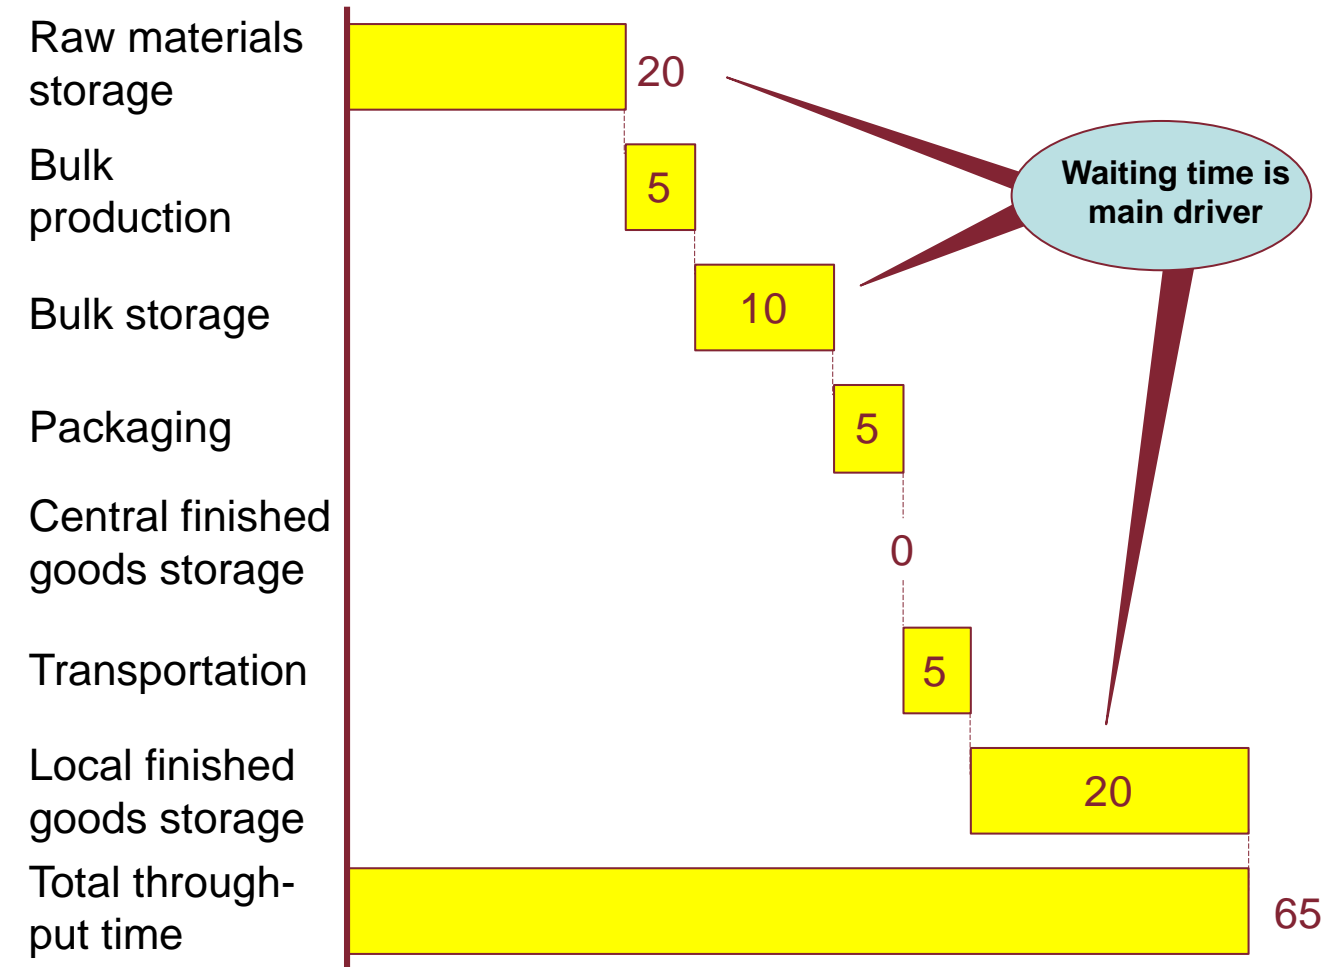 Raw materials
storage
20
Waiting time is
main driver
Bulk
production
5
Bulk storage
10
Packaging
5
Central finished
goods storage
0
Transportation
5
Local finished
goods storage
20
Total through-
put time
65